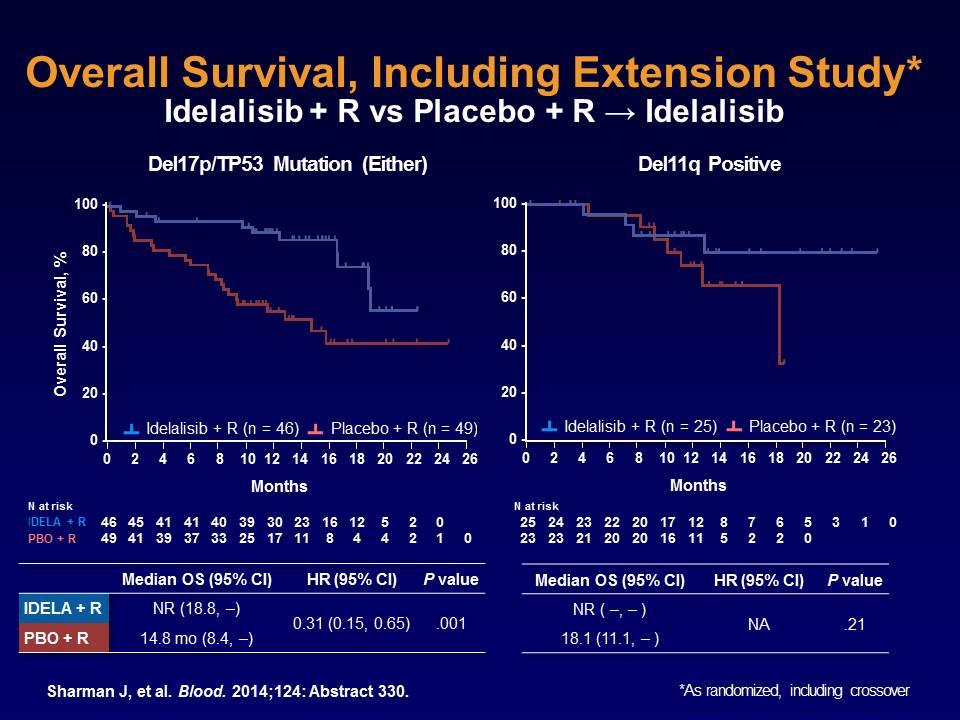 Overall Survival, Including Extension Study*
Idelalisib + R vs Placebo + R → Idelalisib
Del17p/TP53 Mutation (Either)
Overall Survival, %
100
80
60
40
20
0
Idelalisib + R (n = 46) Placebo + R (n = 49)
0 2 4 6 8 10 12 14 16 18 20 22 24 26
Months
N at risk
IDELA + R 46 45 41 41 40 39 30 23 16 12 5 2 0
PBO + R 49 41 39 37 33 25 17 11 8 4 4 2 1 0
Median OS (95% CI) HR (95% CI) P value
IDELA + R NR (18.8, –)
0.31 (0.15, 0.65) .001
PBO + R 14.8 mo (8.4, –)
Del11q Positive
100
80
60
40
20
0
Idelalisib + R (n = 25) Placebo + R (n = 23)
0 2 4 6 8 10 12 14 16 18 20 22 24 26
Months
N at risk
25 24 23 22 20 17 12 8 7 6 5 3 1 0
23 23 21 20 20 16 11 5 2 2 0
Median OS (95% CI) HR (95% CI) P value
NR ( –, – )
NA .21
18.1 (11.1, – )
Sharman J, et al. Blood. 2014;124: Abstract 330.
*As randomized, including crossover